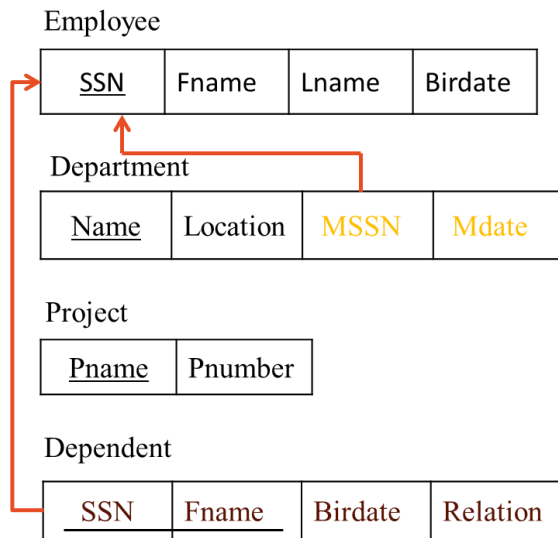 Employee
SSN Fname Lname Birdate
Department
Name Location MSSN Mdate
Project
Pname Pnumber
Dependent
SSN Fname Birdate Relation